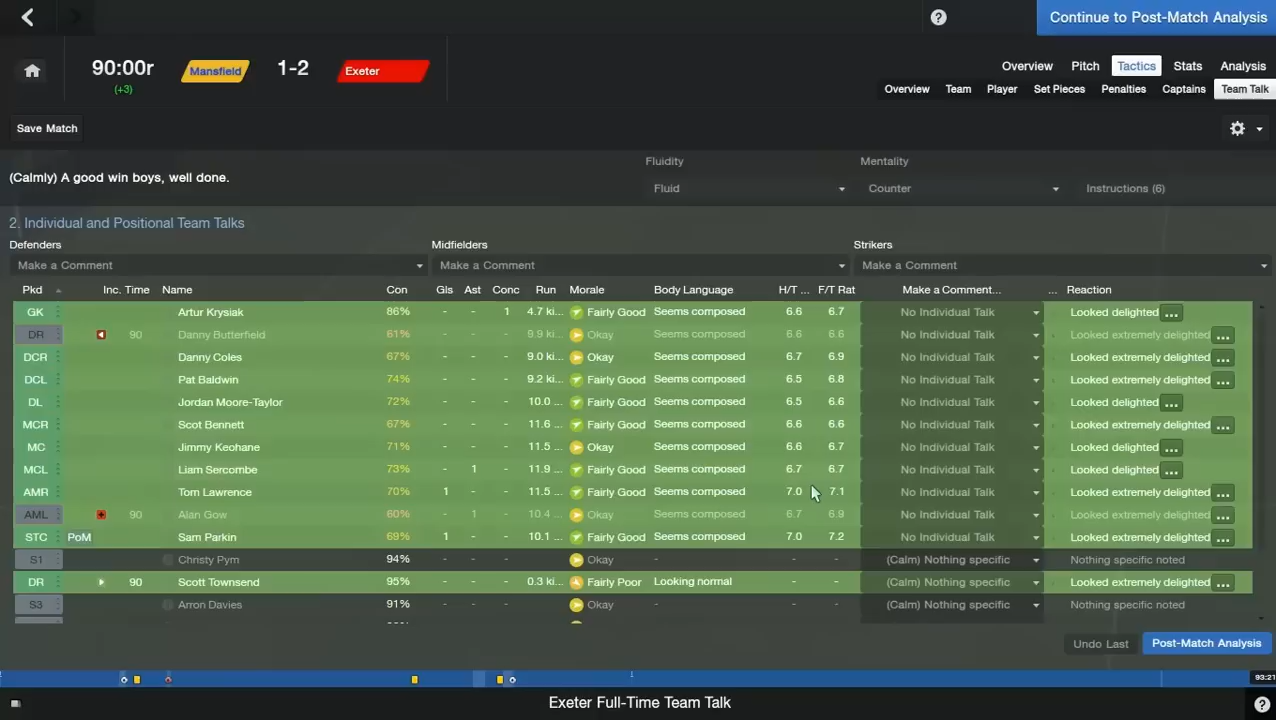 Continue to Post-Match Analysis
90:00r
(+3)
Mansfield
1-2
Exeter
Overview Pitch Tactics Stats Analysis
Overview Team Player Set Pieces Penalties Captains Team Talk
Save Match
(Calmly) A good win boys, well done.
Fluidity
Mentality
Fluid
Counter
Instructions (6)
2. Individual and Positional Team Talks
Defenders
Midfielders
Strikers
Make a Comment
Make a Comment
Make a Comment
Pkd Inc. Time Name Con Gls Ast Conc Run Morale Body Language H/T ... F/T Rat Make a Comment... ... Reaction
GK Artur Krysiak 86% - - 1 4.7 ki... Fairly Good Seems composed 6.6 6.7 No Individual Talk Looked delighted ...
DR 90 Danny Butterfield 61% - - - 9.9 ki... Okay Seems composed 6.6 6.6 No Individual Talk Looked extremely delighted ...
DCR Danny Coles 67% - - - 9.0 ki... Okay Seems composed 6.7 6.9 No Individual Talk Looked extremely delighted ...
DCL Pat Baldwin 74% - - - 9.2 ki... Fairly Good Seems composed 6.5 6.8 No Individual Talk Looked extremely delighted ...
DL Jordan Moore-Taylor 72% - - - 10.0 ... Fairly Good Seems composed 6.5 6.6 No Individual Talk Looked delighted ...
MCR Scot Bennett 67% - - - 11.6 ... Fairly Good Seems composed 6.6 6.6 No Individual Talk Looked extremely delighted ...
MC Jimmy Keohane 71% - - - 11.5 ... Okay Seems composed 6.6 6.7 No Individual Talk Looked delighted ...
MCL Liam Sercombe 73% - 1 - 11.9 ... Fairly Good Seems composed 6.7 6.7 No Individual Talk Looked delighted ...
AMR Tom Lawrence 70% 1 - - 11.5 ... Fairly Good Seems composed 7.0 7.1 No Individual Talk Looked extremely delighted ...
AML 90 Alan Gow 60% - 1 - 10.4 ... Okay Seems composed 6.7 6.9 No Individual Talk Looked extremely delighted ...
STC PoM Sam Parkin 69% 1 - - 10.1 ... Fairly Good Seems composed 7.0 7.2 No Individual Talk Looked extremely delighted ...
S1 Christy Pym 94% Okay - - - (Calm) Nothing specific Nothing specific noted
DR 90 Scott Townsend 95% - - - 0.3 ki... Fairly Poor Looking normal - - (Calm) Nothing specific Looked extremely delighted ...
S3 Arron Davies 91% Okay - - - (Calm) Nothing specific Nothing specific noted
Undo Last
Post-Match Analysis
93:21
Exeter Full-Time Team Talk